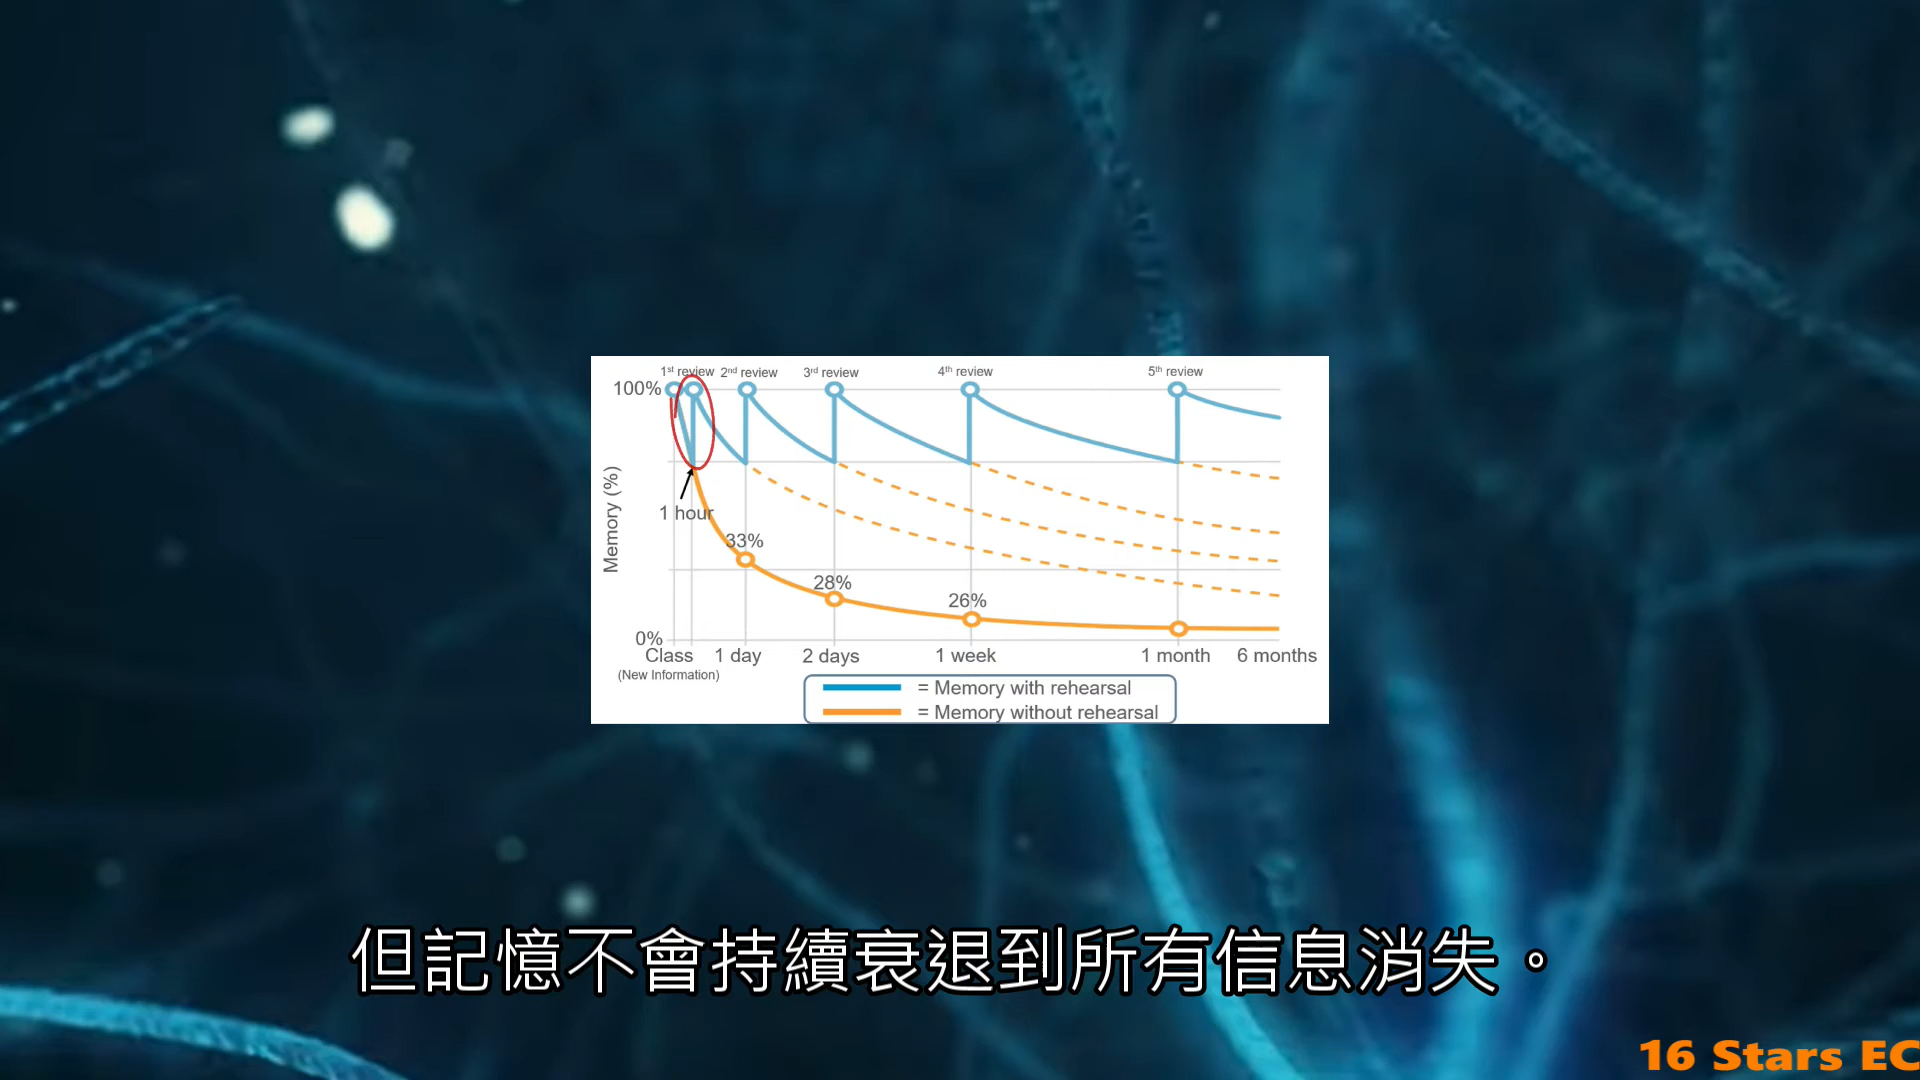 1st review 2nd review 3rd review 4th review 5th review
100%
Memory (%)
1 hour
33%
28%
26%
0%
Class 1 day 2 days 1 week 1 month 6 months
(New Information)
= Memory with rehearsal
= Memory without rehearsal
但記憶不會持續衰退到所有信息消失。
16 Stars EC